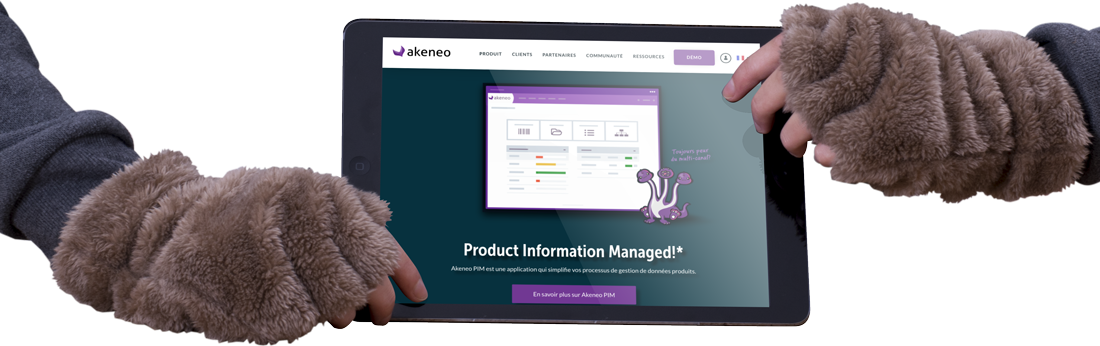 akeneo
PRODUIT CLIENTS PARTENAIRES COMMUNAUTÉ RESSOURCES DÉMO
akeneo
Toujours pour
du multi-canal!
Product Information Managed!*
Akeneo PIM est une application qui simplifie vos processus de gestion de données produits.
En savoir plus sur Akeneo PIM